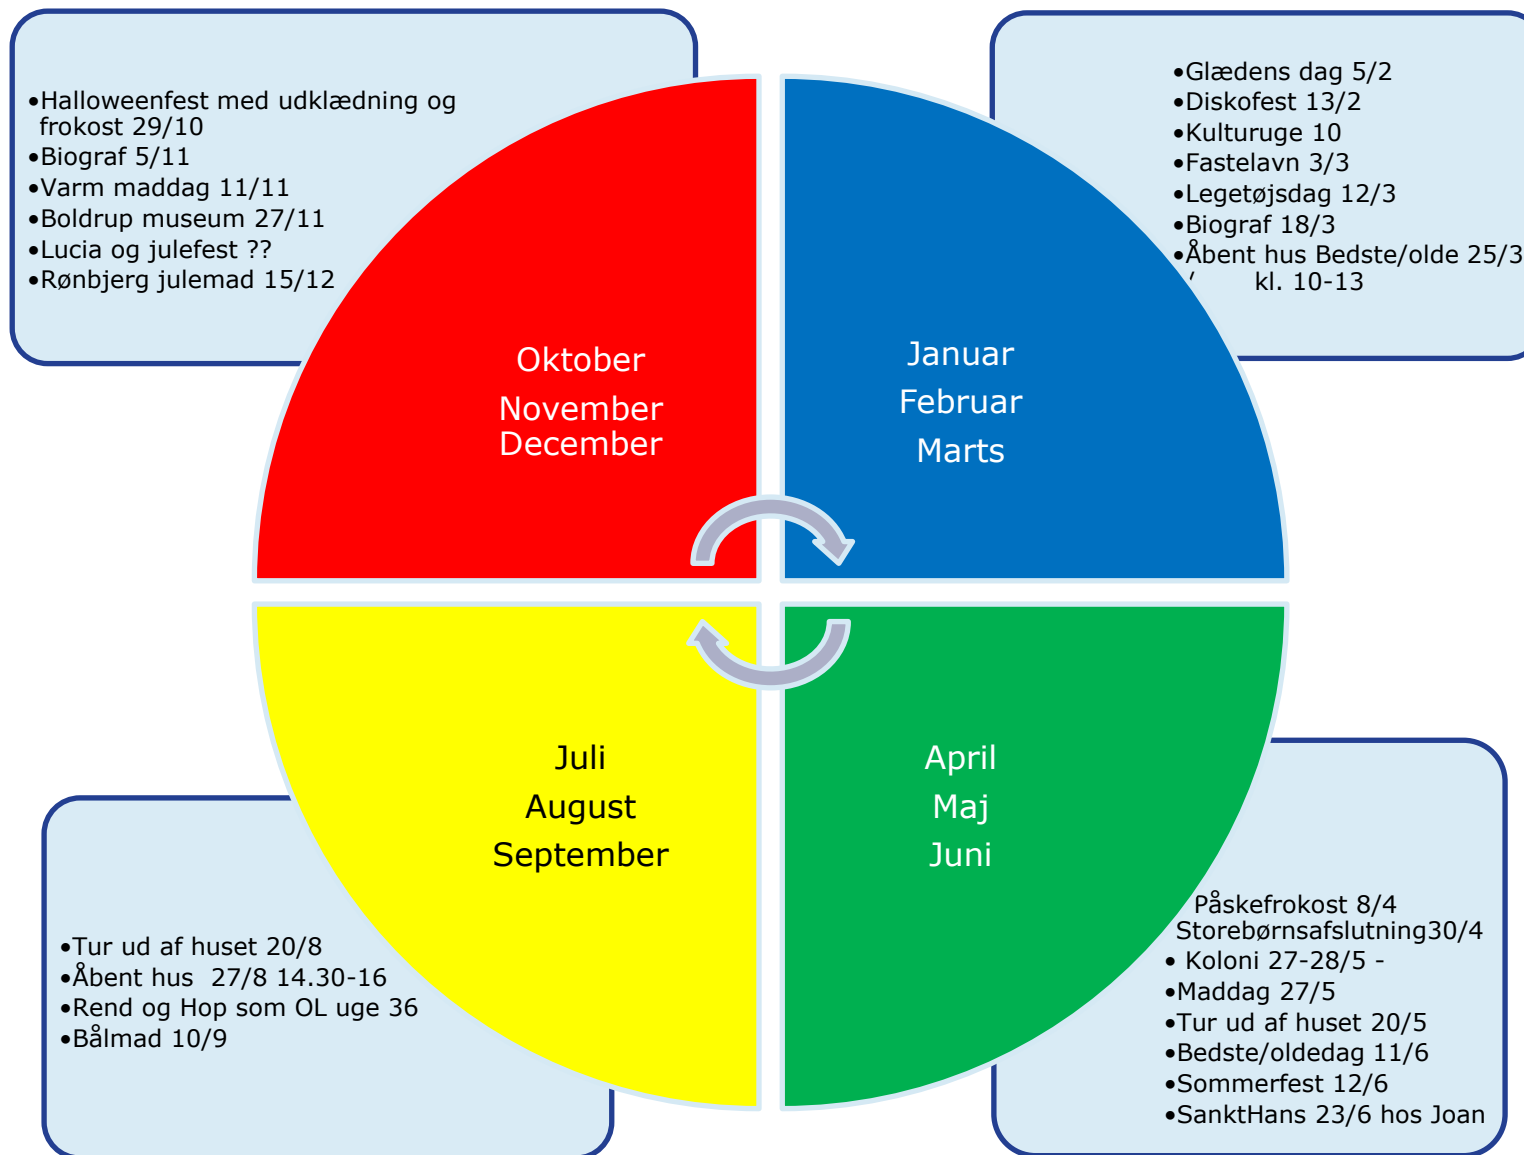 •Halloweenfest med udklædning og
frokost 29/10
•Biograf 5/11
•Varm maddag 11/11
•Boldrup museum 27/11
•Lucia og julefest ??
•Rønbjerg julemad 15/12
•Glædens dag 5/2
•Diskofest 13/2
•Kulturuge 10
•Fastelavn 3/3
•Legetøjsdag 12/3
•Biograf 18/3
•Åbent hus Bedste/olde 25/3
kl. 10-13
Oktober
November
December
Januar
Februar
Marts
Juli
August
September
April
Maj
Juni
•Tur ud af huset 20/8
•Åbent hus  27/8 14.30-16
•Rend og Hop som OL uge 36
•Bålmad 10/9
Påskefrokost 8/4
Storebørnsafslutning30/4
• Koloni 27-28/5 -
•Maddag 27/5
•Tur ud af huset 20/5
•Bedste/oldedag 11/6
•Sommerfest 12/6
•SanktHans 23/6 hos Joan